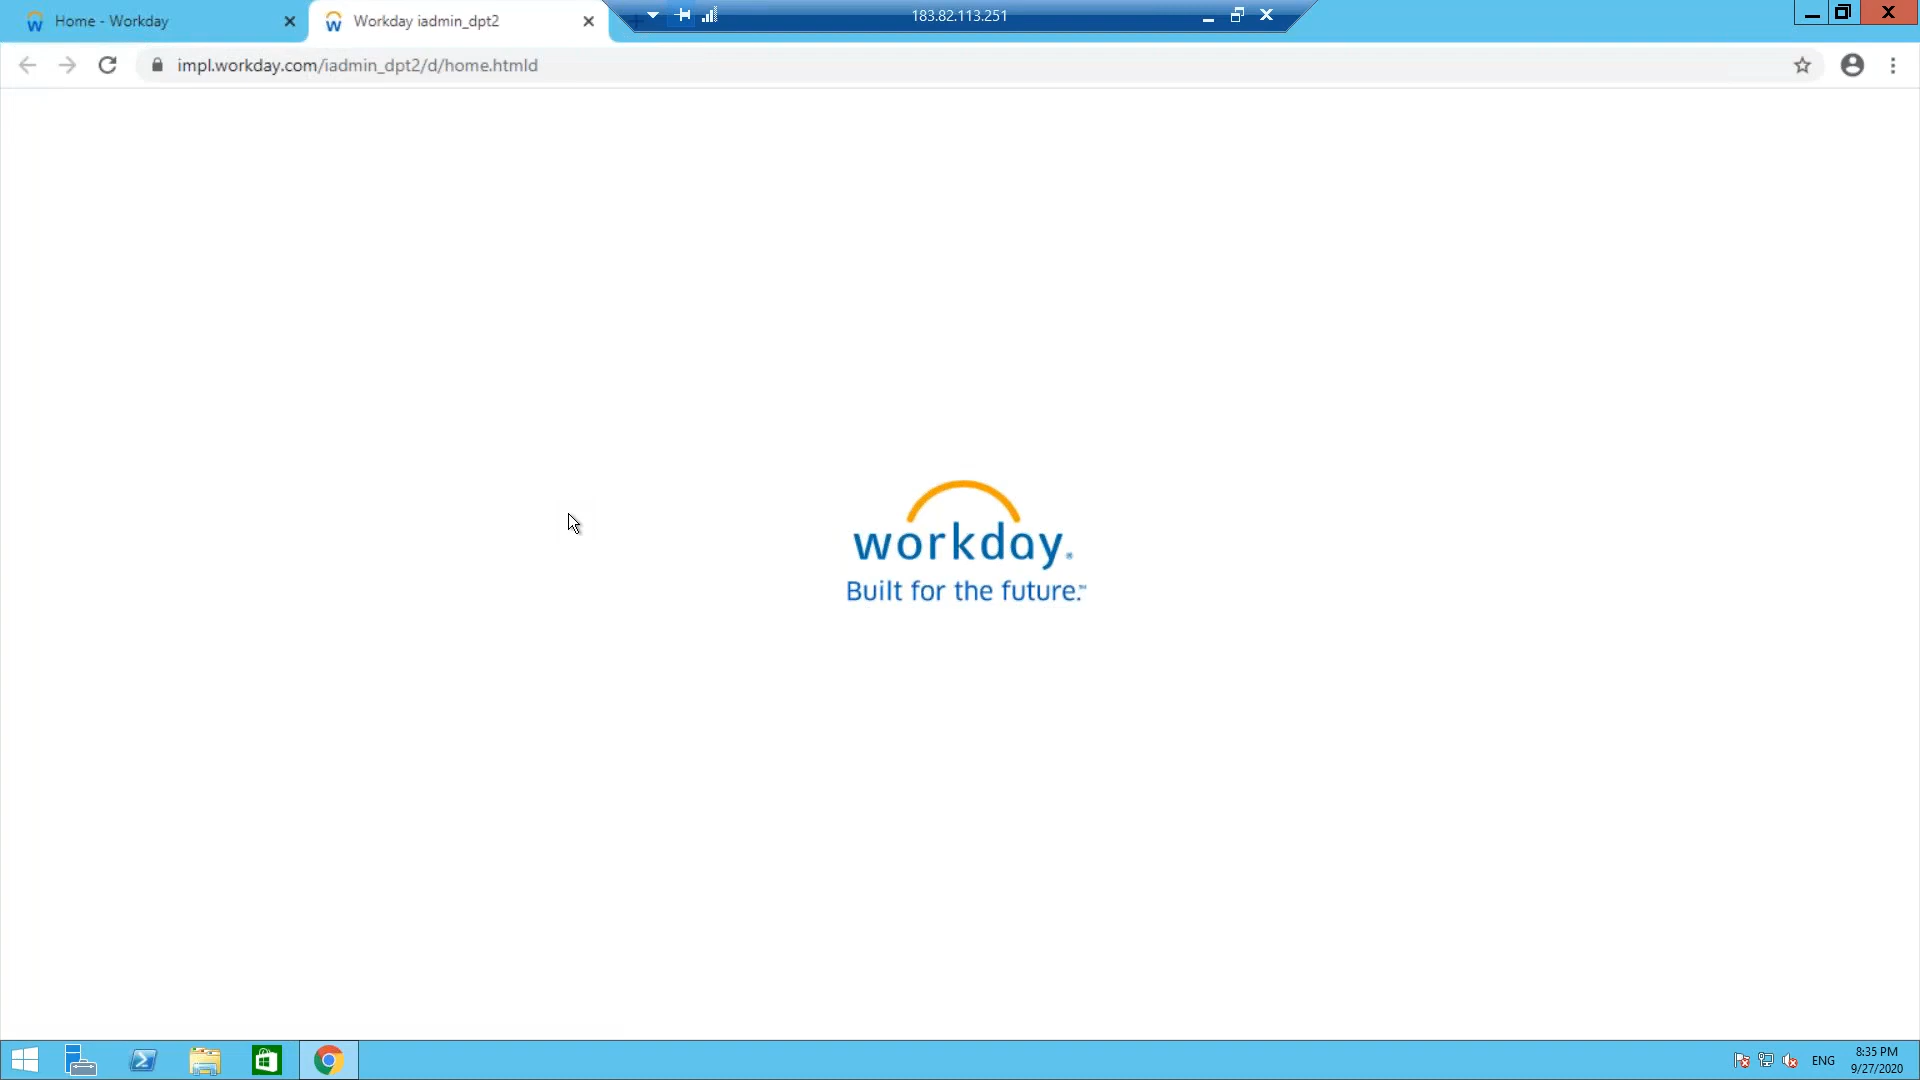 Home - Workday
Workday iadmin_dpt2
183.82.113.251
impl.workday.com/iadmin_dpt2/d/home.htmld
workday®
Built for the future.™
ENG
8:35 PM
9/27/2020